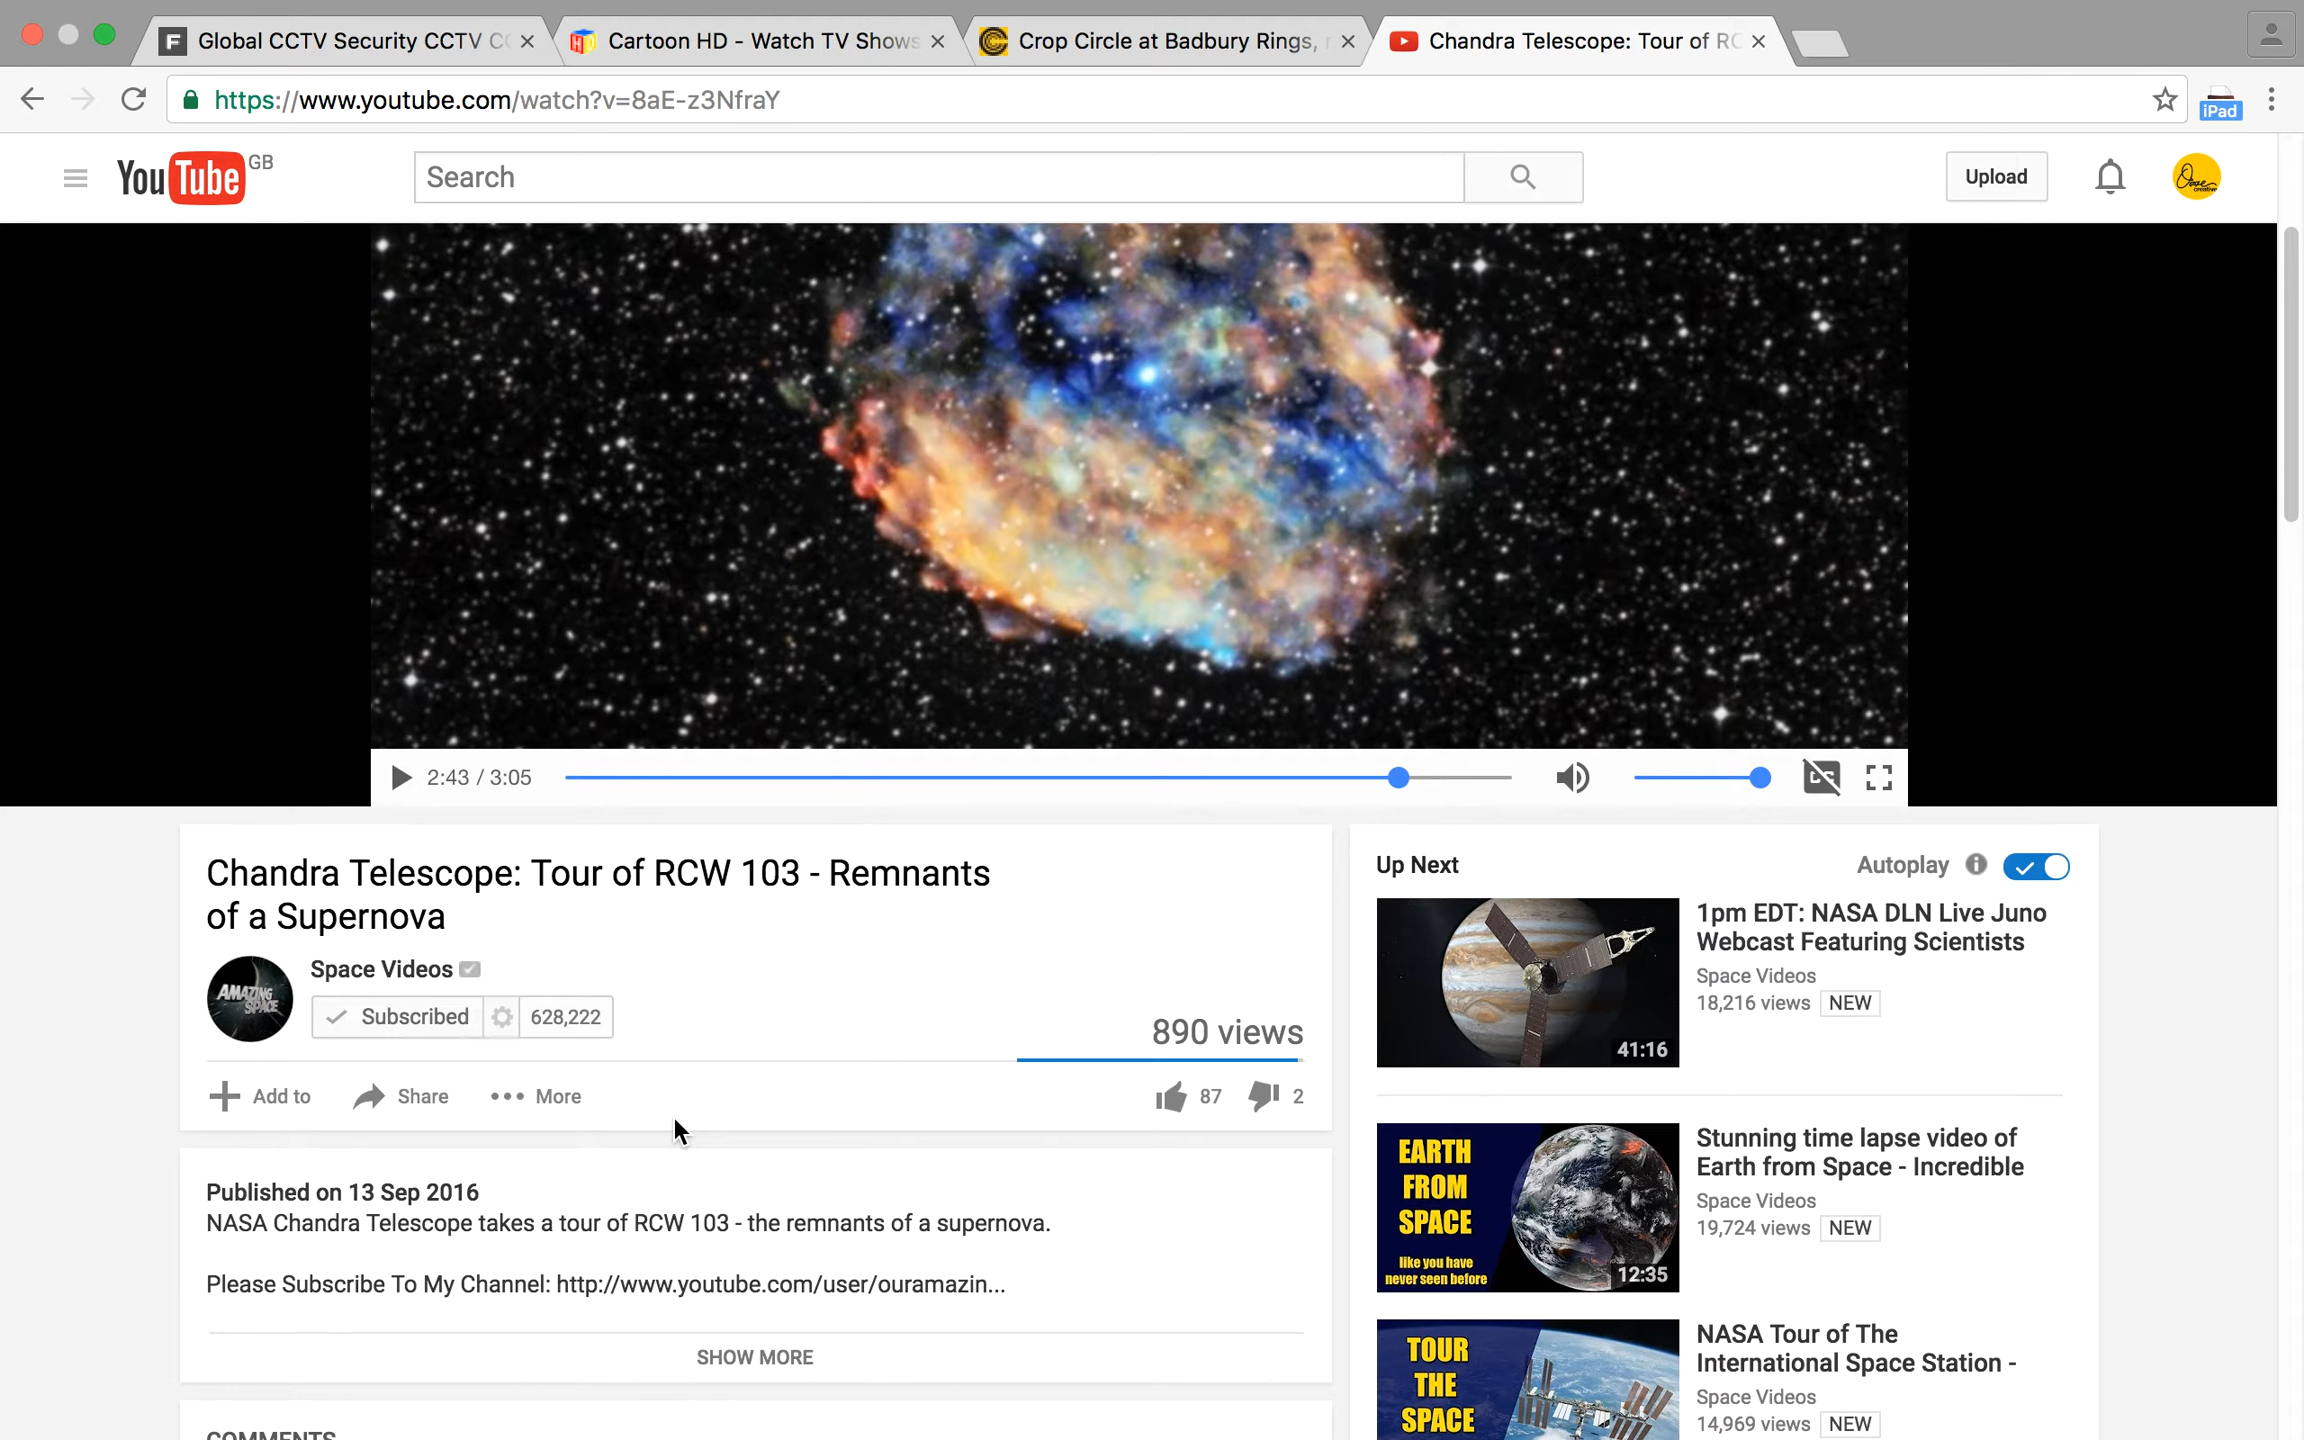 Global CCTV Security CCTV
Cartoon HD - Watch TV Shows
Crop Circle at Badbury Rings,
Chandra Telescope: Tour of RC
https://www.youtube.com/watch?v=8aE-z3NfraY
iPad
YouTube GB
Search
Upload
2:43 / 3:05
Chandra Telescope: Tour of RCW 103 - Remnants
of a Supernova
AMAZING
SPACE
Space Videos
Subscribed 628,222
890 views
Add to Share More
87 2
Published on 13 Sep 2016
NASA Chandra Telescope takes a tour of RCW 103 - the remnants of a supernova.
Please Subscribe To My Channel: http://www.youtube.com/user/ouramazin...
SHOW MORE
COMMENTS
Up Next
Autoplay
1pm EDT: NASA DLN Live Juno
Webcast Featuring Scientists
Space Videos
18,216 views NEW
41:16
EARTH
FROM
SPACE
like you have
never seen before
12:35
Stunning time lapse video of
Earth from Space - Incredible
Space Videos
19,724 views NEW
TOUR
THE
SPACE
NASA Tour of The
International Space Station -
Space Videos
14,969 views NEW